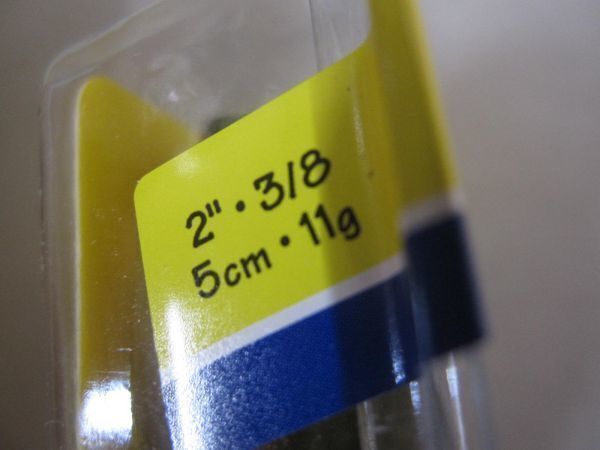 2" • 3/8
5cm • 11g